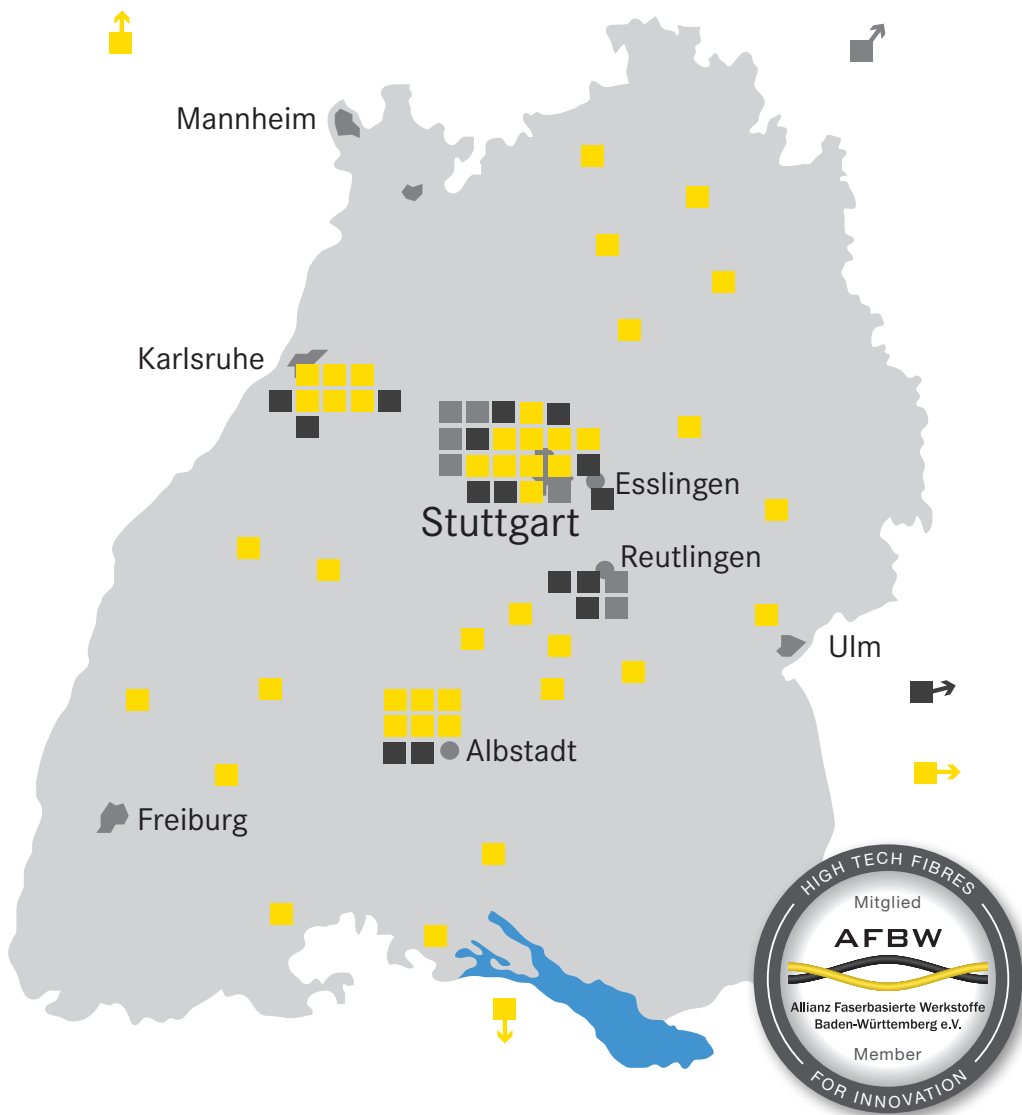 Mannheim
Karlsruhe
Esslingen
Stuttgart
Reutlingen
Ulm
Albstadt
Freiburg
HIGH TECH FIBRES
Mitglied
AFBW
Allianz Faserbasierte Werkstoffe
Baden-Württemberg e.V.
Member
FOR INNOVATION